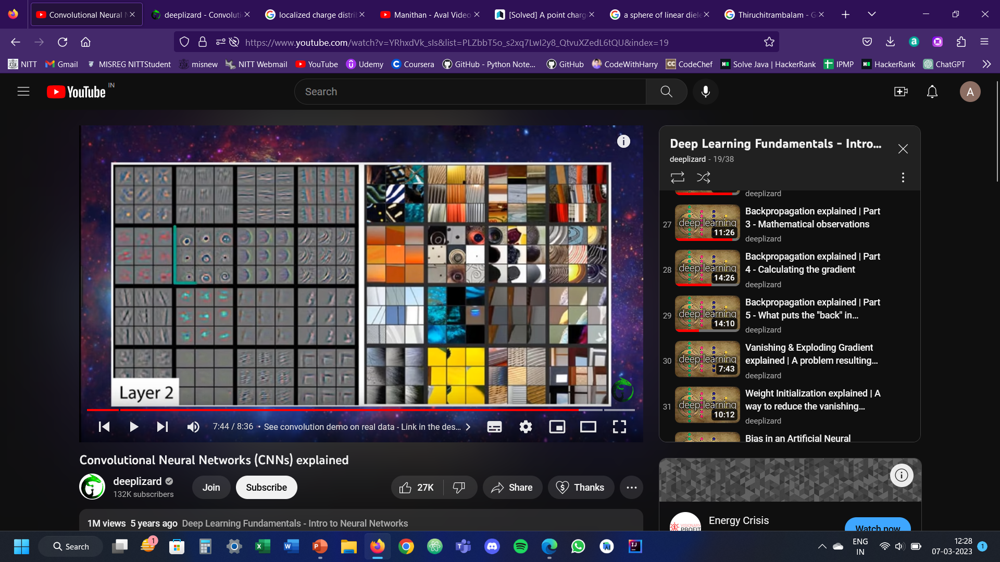 Convolutional Neural N
deeplizard - Convoluti
localized charge distri
Manithan - Aval Video
[Solved] A point charg
a sphere of linear diele
Thiruchitrambalam - G
https://www.youtube.com/watch?v=YRhxdVk_sIs&list=PLZbbT5o_s2xq7LwI2y8_QtvuXZedL6tQU&index=19
NITT
Gmail
MISREG NITTStudent
misnew
NITT Webmail
YouTube
Udemy
Coursera
GitHub - Python Note...
GitHub
CodeWithHarry
CodeChef
Solve Java | HackerRank
IPMP
HackerRank
ChatGPT
YouTube IN
Search
A
Layer 2
7:44 / 8:36 • See convolution demo on real data - Link in the des...
Deep Learning Fundamentals - Intro...
deeplizard - 19/38
deeplizard
27
deep learning
11:26
Backpropagation explained | Part
3 - Mathematical observations
deeplizard
28
deep learning
14:26
Backpropagation explained | Part
4 - Calculating the gradient
deeplizard
29
deep learning
14:10
Backpropagation explained | Part
5 - What puts the "back" in...
deeplizard
30
deep learning
7:43
Vanishing & Exploding Gradient
explained | A problem resulting...
deeplizard
31
deep learning
10:12
Weight Initialization explained | A
way to reduce the vanishing...
deeplizard
Bias in an Artificial Neural
Convolutional Neural Networks (CNNs) explained
deeplizard
132K subscribers
Join
Subscribe
27K
Share
Thanks
1M views 5 years ago Deep Learning Fundamentals - Intro to Neural Networks
VISIONARY
PROFIT
Energy Crisis
Watch now
Search
1
ENG
IN
12:28
07-03-2023
1